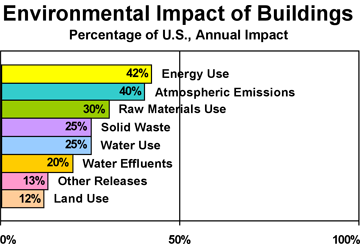 Environmental Impact of Buildings
Percentage of U.S., Annual Impact
42% Energy Use
40% Atmospheric Emissions
30% Raw Materials Use
25% Solid Waste
25% Water Use
20% Water Effluents
13% Other Releases
12% Land Use
0% 50% 100%